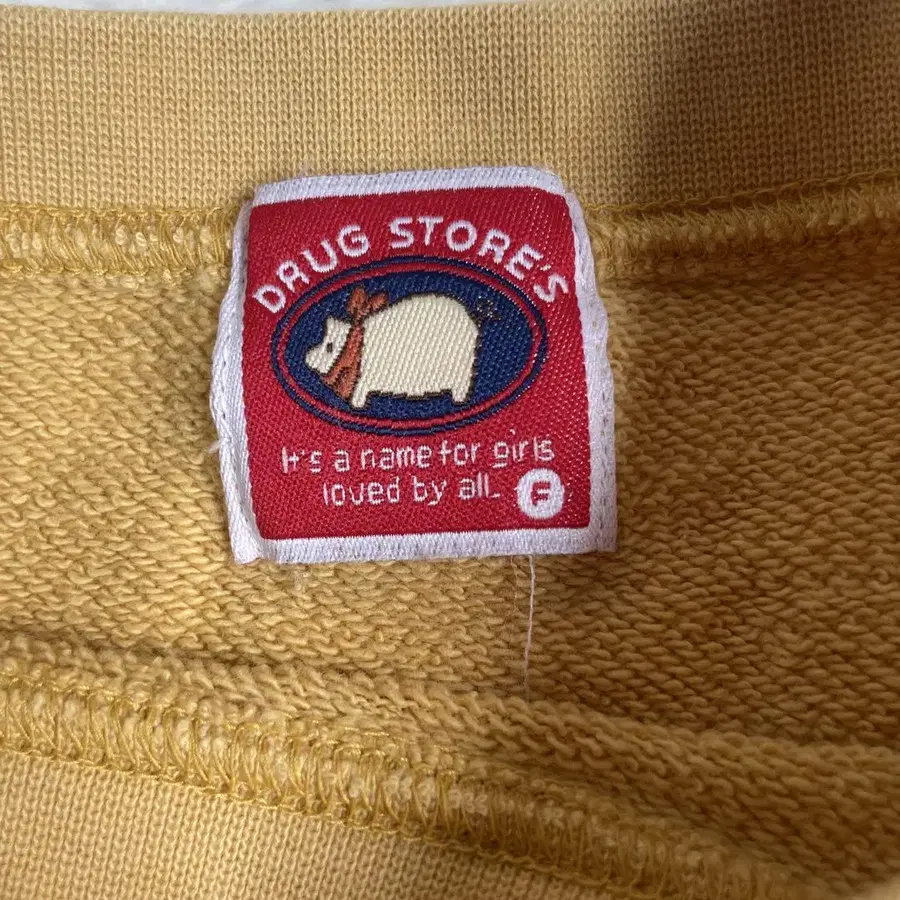 DRUG STORE'S
It's a name for girls
loved by all. F